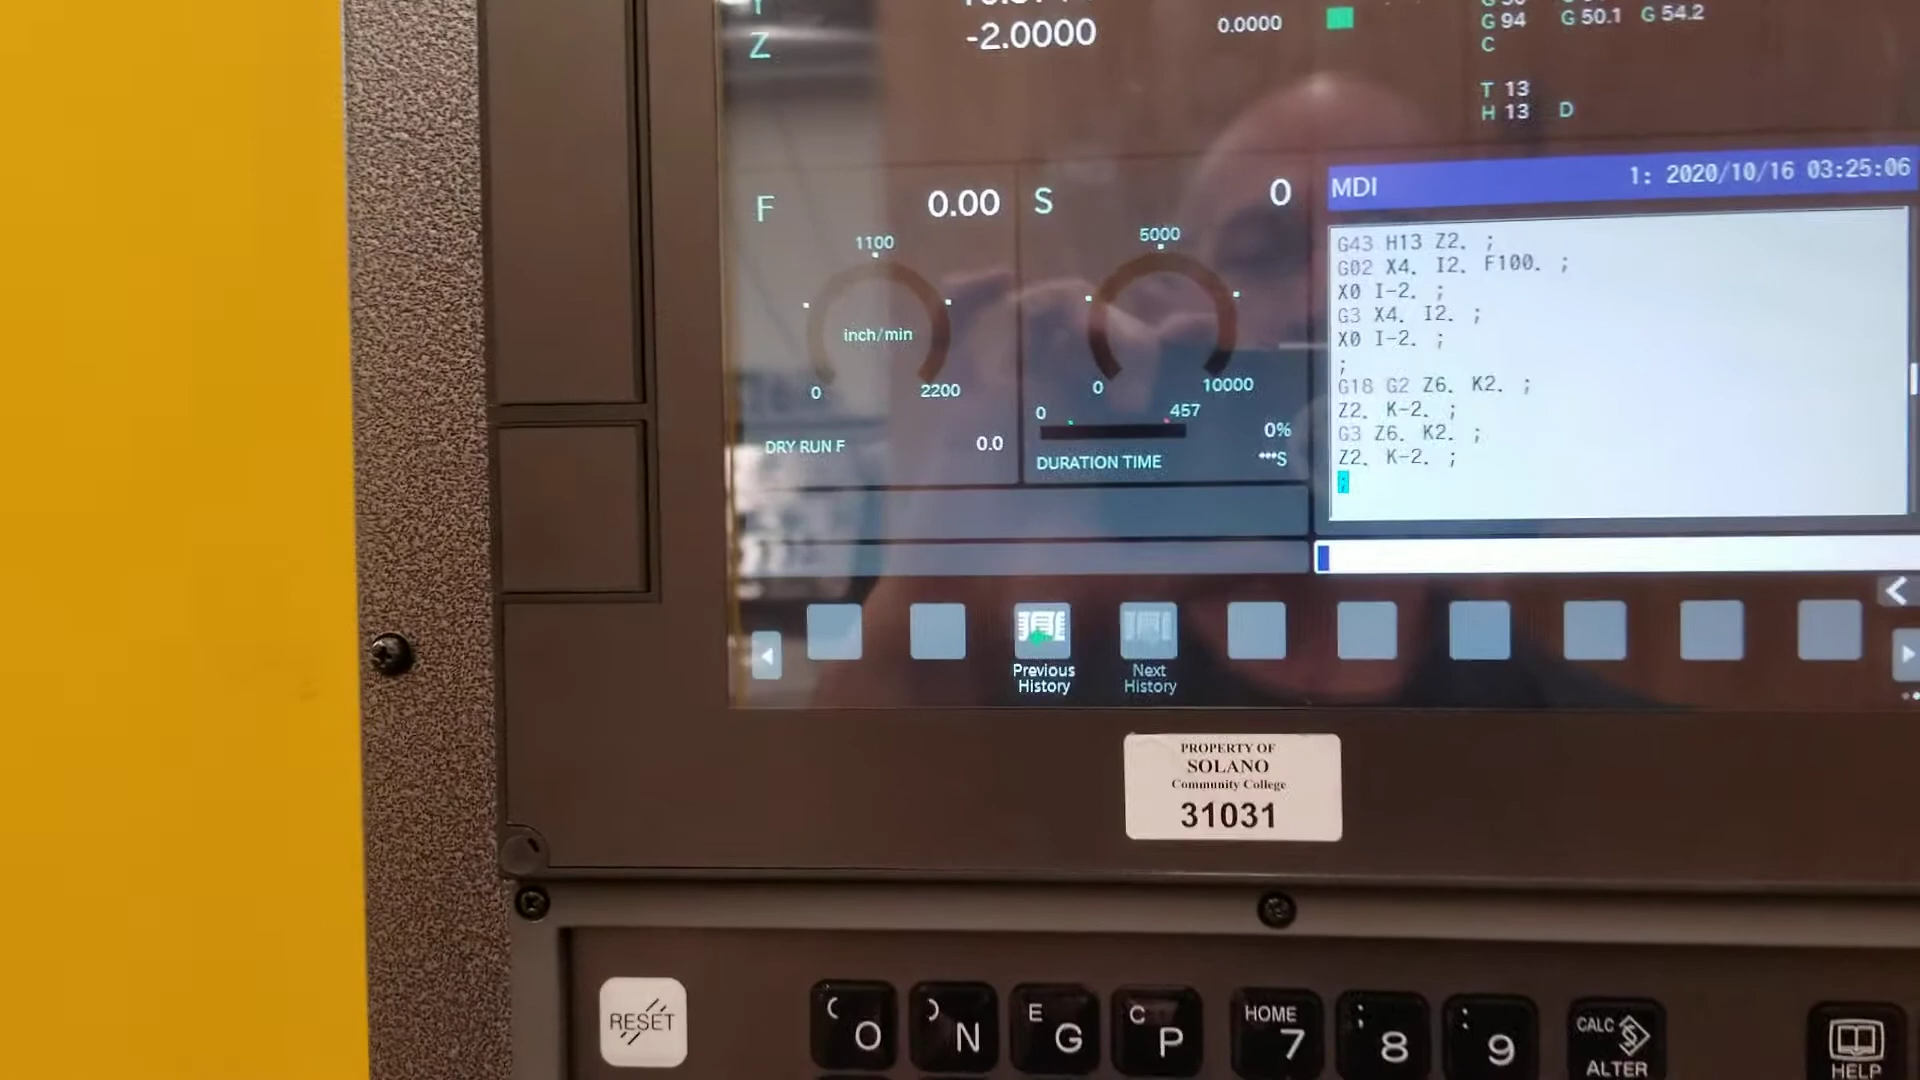 Z -2.0000 0.0000
G 94 G 50.1 G 54.2
C
T 13
H 13 D
F 0.00
1100
inch/min
0 2200
DRY RUN F 0.0
S 0
5000
0 10000
0 457
0%
DURATION TIME ***S
MDI 1: 2020/10/16 03:25:06
G43 H13 Z2. ;
G02 X4. I2. F100. ;
X0 I-2. ;
G3 X4. I2. ;
X0 I-2. ;
;
G18 G2 Z6. K2. ;
Z2. K-2. ;
G3 Z6. K2. ;
Z2. K-2. ;
;
Previous
History
Next
History
PROPERTY OF
SOLANO
Community College
31031
RESET
( O
) N
E G
C P
HOME 7
8
9
CALC
ALTER
HELP